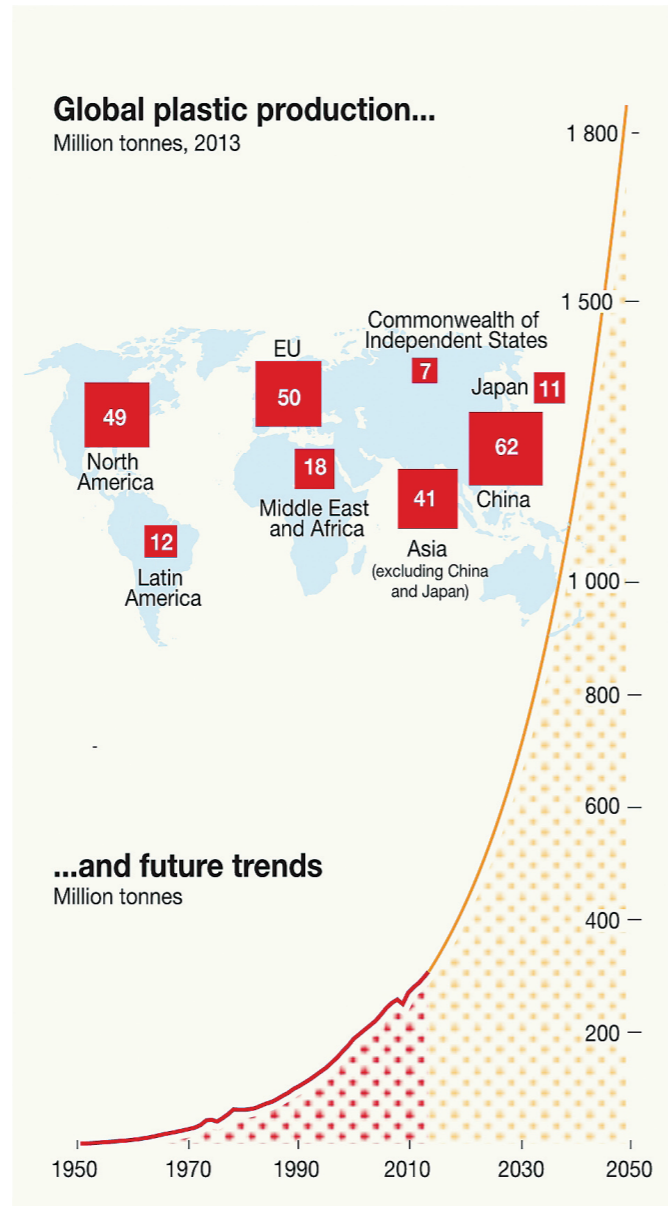 Global plastic production...
Million tonnes, 2013
1 800
1 500
Commonwealth of
Independent States
7
EU
50
Japan
11
49
North
America
62
China
18
Middle East
and Africa
41
Asia
(excluding China
and Japan)
12
Latin
America
1 000
800
600
...and future trends
Million tonnes
400
200
1950
1970
1990
2010
2030
2050